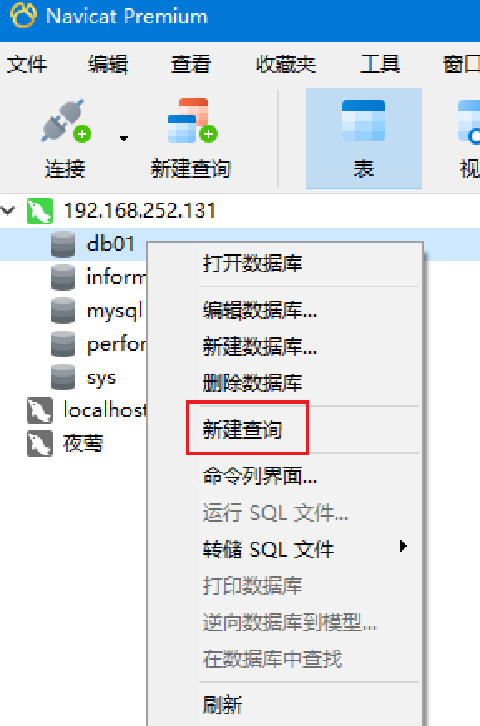 Navicat Premium
文件 编辑 查看 收藏夹 工具 窗口
连接 新建查询 表 视
192.168.252.131
db01
打开数据库
inform
编辑数据库...
mysql
新建数据库...
perfor
删除数据库
sys
localhost
新建查询
夜莺
命令列界面...
运行 SQL 文件...
转储 SQL 文件
打印数据库
逆向数据库到模型...
在数据库中查找
刷新